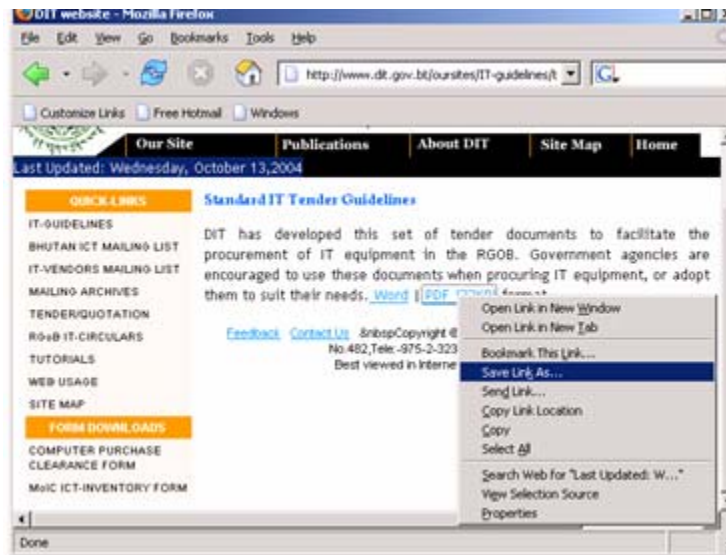 DIT website - Mozilla Firefox
File Edit View Go Bookmarks Tools Help
http://www.dit.gov.bt/oursites/IT-guidelines/t
Customize Links Free Hotmail Windows
Our Site Publications About DIT Site Map Home
Last Updated: Wednesday, October 13,2004
QUICK-LINKS
IT-GUIDELINES
BHUTAN ICT MAILING LIST
IT-VENDORS MAILING LIST
MAILING ARCHIVES
TENDER/QUOTATION
RGoB IT-CIRCULARS
TUTORIALS
WEB USAGE
SITE MAP
FORM DOWNLOADS
COMPUTER PURCHASE
CLEARANCE FORM
MoIC ICT-INVENTORY FORM
Standard IT Tender Guidelines
DIT has developed this set of tender documents to facilitate the
procurement of IT equipment in the RGOB. Government agencies are
encouraged to use these documents when procuring IT equipment, or adopt
them to suit their needs. Word | PDF format
Feedback Contact Us &nbspCopyright ©
No:482,Tele:-975-2-323
Best viewed in Interne
Open Link in New Window
Open Link in New Tab
Bookmark This Link...
Save Link As...
Send Link...
Copy Link Location
Copy
Select All
Search Web for "Last Updated: W..."
View Selection Source
Properties
Done